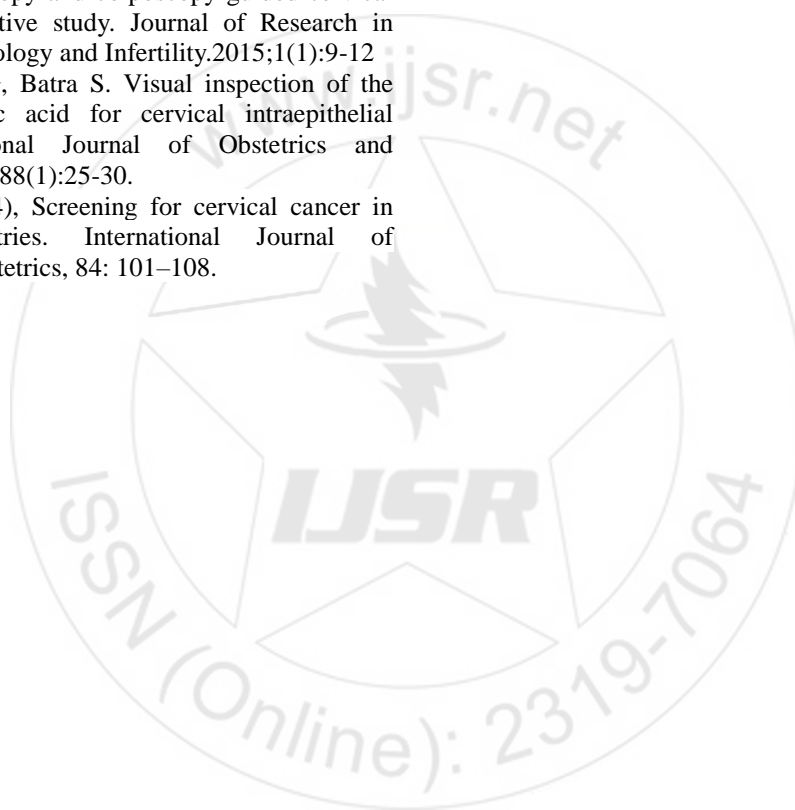 tive study. Journal of Research in
ology and Infertility.2015;1(1):9-12
, Batra S. Visual inspection of the
c acid for cervical intraepithelial
onal Journal of Obstetrics and
88(1):25-30.
4), Screening for cervical cancer in
tries. International Journal of
tetrics, 84: 101–108.
www.ijsr.net
IJSR
ISSN (Online): 2319-7064